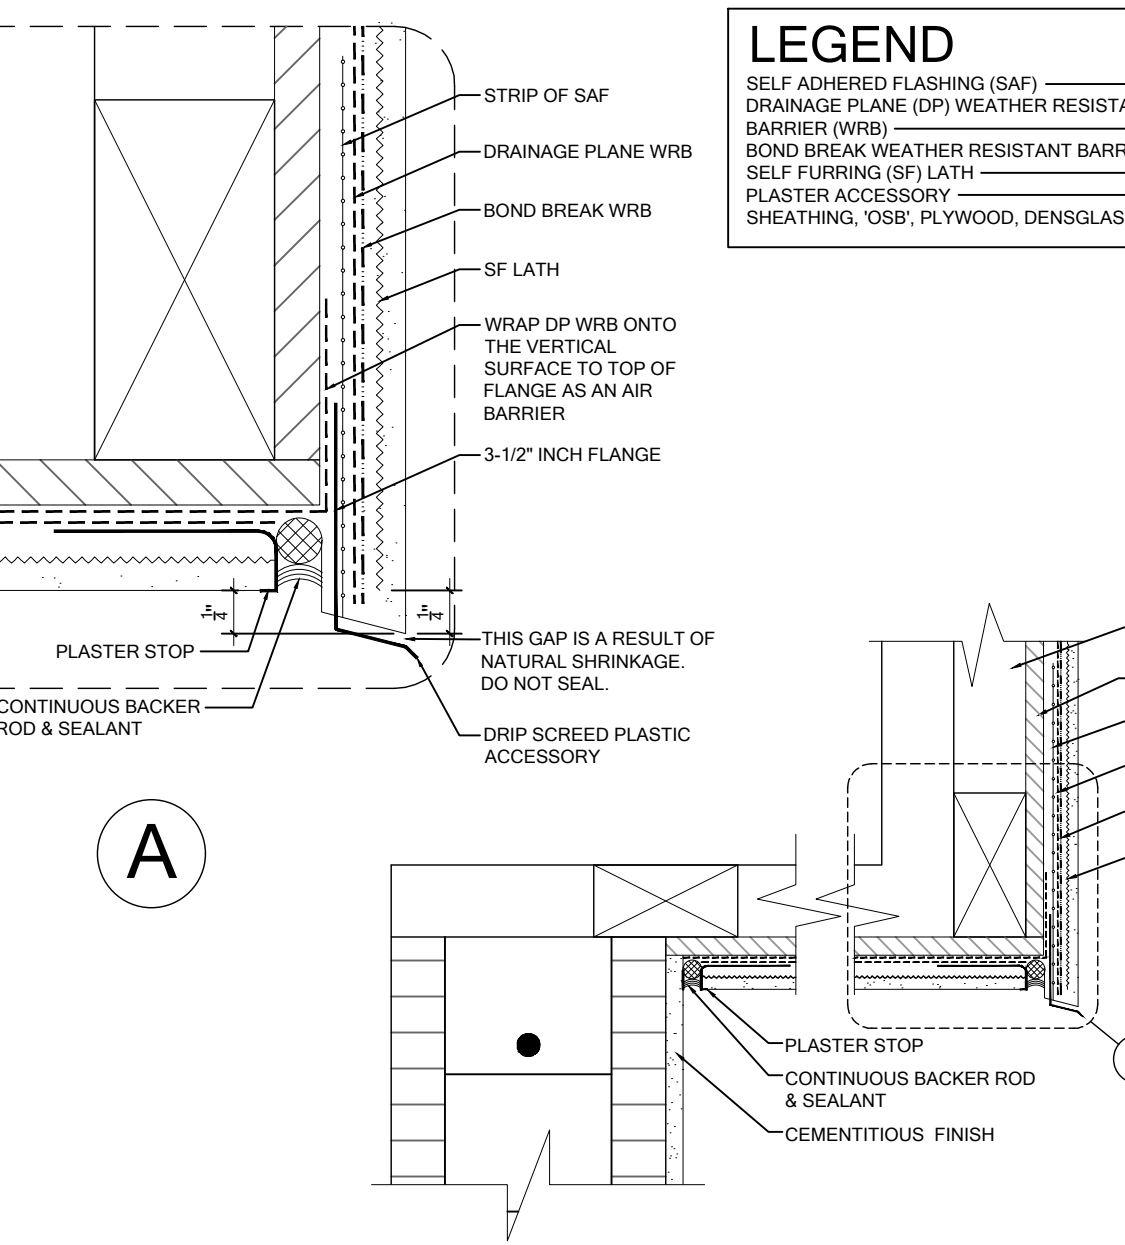 LEGEND
SELF ADHERED FLASHING (SAF)
DRAINAGE PLANE (DP) WEATHER RESISTA
BARRIER (WRB)
BOND BREAK WEATHER RESISTANT BARR
SELF FURRING (SF) LATH
PLASTER ACCESSORY
SHEATHING, 'OSB', PLYWOOD, DENSGLAS
STRIP OF SAF
DRAINAGE PLANE WRB
BOND BREAK WRB
SF LATH
WRAP DP WRB ONTO
THE VERTICAL
SURFACE TO TOP OF
FLANGE AS AN AIR
BARRIER
3-1/2" INCH FLANGE
1/4"
1/4"
THIS GAP IS A RESULT OF
NATURAL SHRINKAGE.
DO NOT SEAL.
PLASTER STOP
CONTINUOUS BACKER
ROD & SEALANT
DRIP SCREED PLASTIC
ACCESSORY
A
PLASTER STOP
CONTINUOUS BACKER ROD
& SEALANT
CEMENTITIOUS FINISH